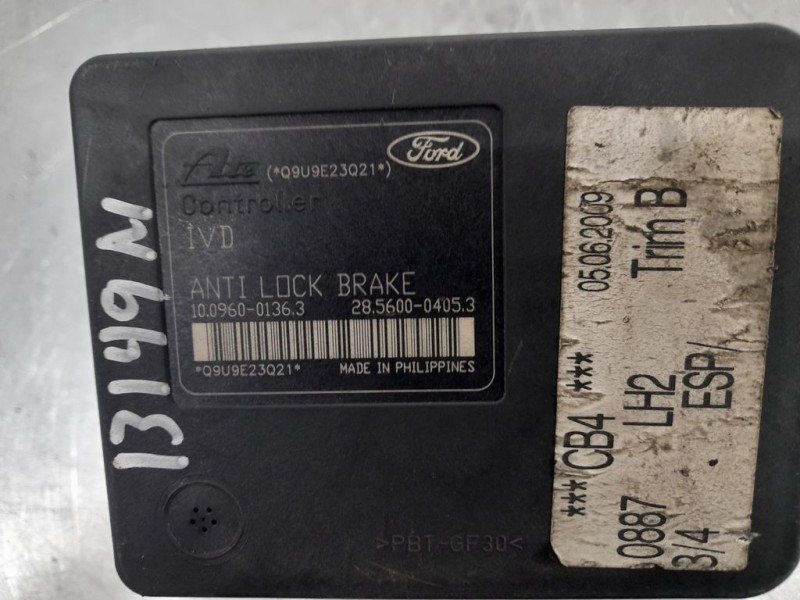 Ate (*Q9U9E23Q21*) Ford
Controller
IVD
ANTI LOCK BRAKE
10.0960-0136.3 28.5600-0405.3
*Q9U9E23Q21* MADE IN PHILIPPINES
>PBT-GF30<
13149M
*** CB4 *** 05.06.2009
0887 LH2 Trim B
3/4 ESP/